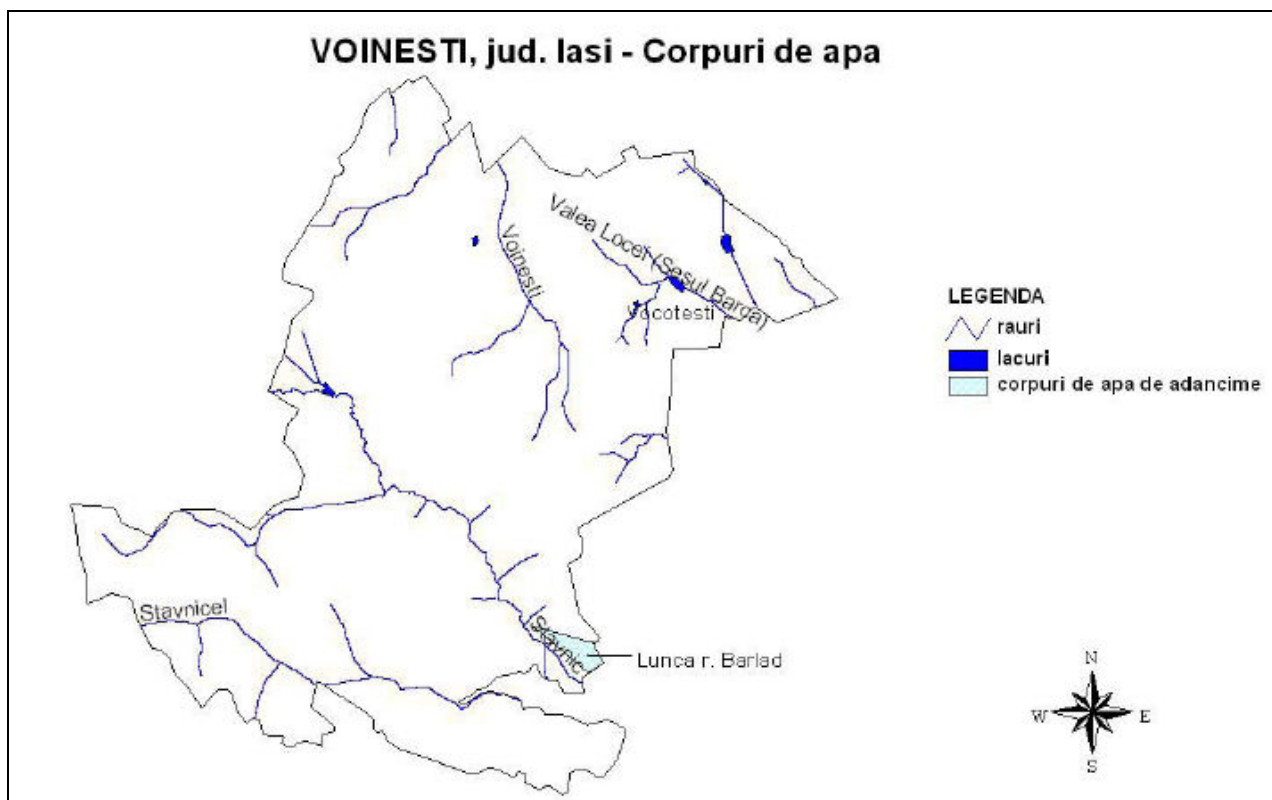 VOINESTI, jud. Iasi - Corpuri de apa
Valea Locei (Sesul Barca)
Voinesti
Vocotesti
LEGENDA
rauri
lacuri
corpuri de apa de adancime
Stavnicel
Stavnic
Lunca r. Barlad
N
W E
S